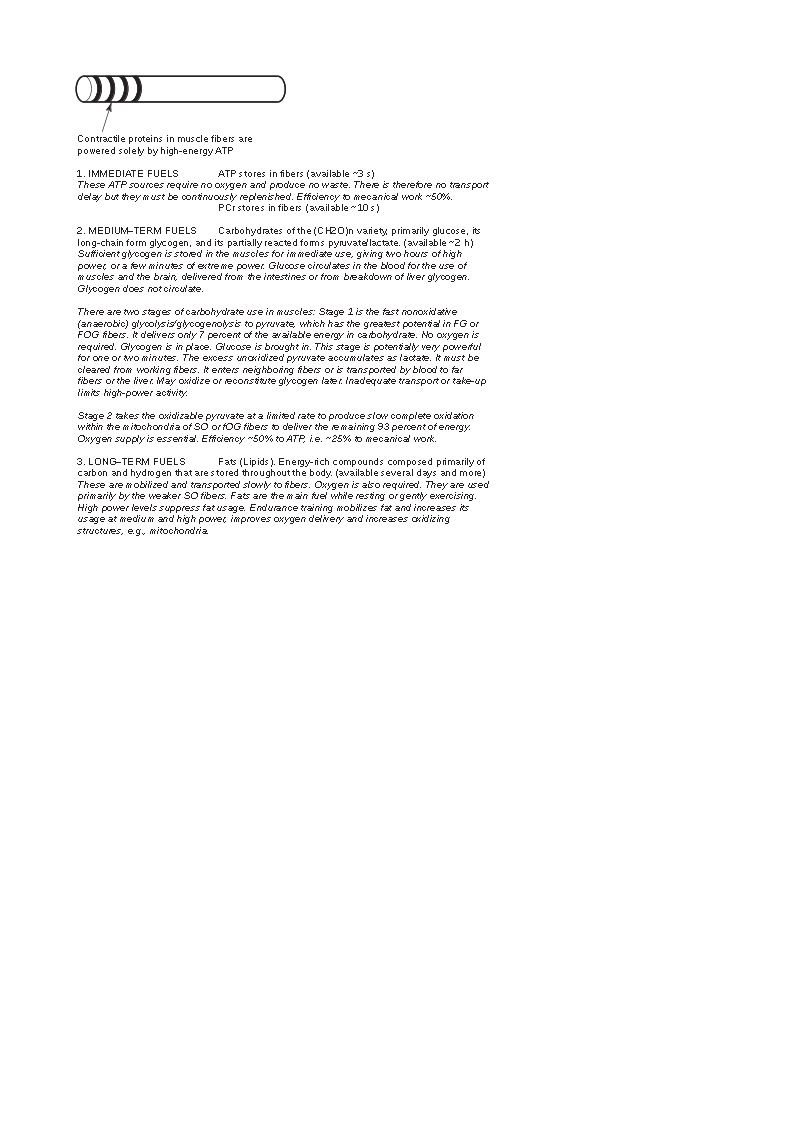 Contractile proteins in muscle fibers are
powered solely by high-energy ATP
1. IMMEDIATE FUELS ATP stores in fibers (available ~3 s)
These ATP sources require no oxygen and produce no waste. There is therefore no transport
delay but they must be continuously replenished. Efficiency to mecanical work ~50%.
PCr stores in fibers (available ~10 s)
2. MEDIUM–TERM FUELS Carbohydrates of the (CH2O)n variety, primarily glucose, its
long-chain form glycogen, and its partially reacted forms pyruvate/lactate. (available ~2 h)
Sufficient glycogen is stored in the muscles for immediate use, giving two hours of high
power, or a few minutes of extreme power. Glucose circulates in the blood for the use of
muscles and the brain, delivered from the intestines or from breakdown of liver glycogen.
Glycogen does not circulate.
There are two stages of carbohydrate use in muscles: Stage 1 is the fast nonoxidative
(anaerobic) glycolysis/glycogenolysis to pyruvate, which has the greatest potential in FG or
FOG fibers. It delivers only 7 percent of the available energy in carbohydrate. No oxygen is
required. Glycogen is in place. Glucose is brought in. This stage is potentially very powerful
for one or two minutes. The excess unoxidized pyruvate accumulates as lactate. It must be
cleared from working fibers. It enters neighboring fibers or is transported by blood to far
fibers or the liver. May oxidize or reconstitute glycogen later. Inadequate transport or take-up
limits high-power activity.
Stage 2 takes the oxidizable pyruvate at a limited rate to produce slow complete oxidation
within the mitochondria of SO or fOG fibers to deliver the remaining 93 percent of energy.
Oxygen supply is essential. Efficiency ~50% to ATP, i.e. ~25% to mecanical work.
3. LONG–TERM FUELS Fats (Lipids). Energy-rich compounds composed primarily of
carbon and hydrogen that are stored throughout the body. (available several days and more)
These are mobilized and transported slowly to fibers. Oxygen is also required. They are used
primarily by the weaker SO fibers. Fats are the main fuel while resting or gently exercising.
High power levels suppress fat usage. Endurance training mobilizes fat and increases its
usage at medium and high power, improves oxygen delivery and increases oxidizing
structures, e.g., mitochondria.